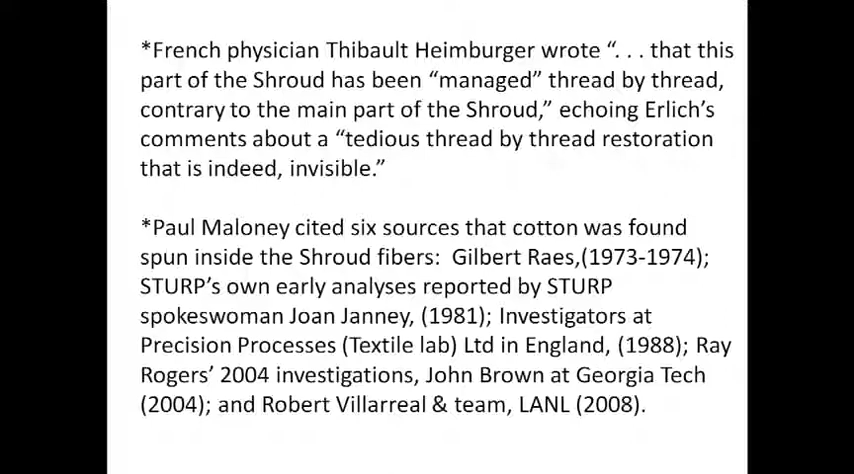 *French physician Thibault Heimburger wrote “. . . that this
part of the Shroud has been “managed” thread by thread,
contrary to the main part of the Shroud,” echoing Erlich’s
comments about a “tedious thread by thread restoration
that is indeed, invisible.”
*Paul Maloney cited six sources that cotton was found
spun inside the Shroud fibers:  Gilbert Raes,(1973-1974);
STURP’s own early analyses reported by STURP
spokeswoman Joan Janney, (1981); Investigators at
Precision Processes (Textile lab) Ltd in England, (1988); Ray
Rogers’ 2004 investigations, John Brown at Georgia Tech
(2004); and Robert Villarreal & team, LANL (2008).